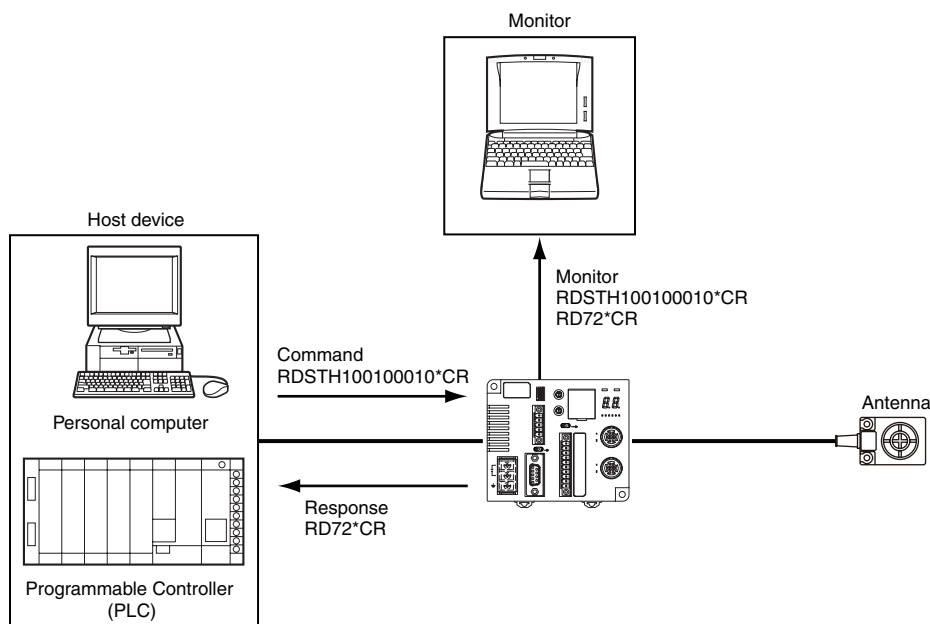 Monitor
Host device
Monitor
RDSTH100100010*CR
RD72*CR
Command
RDSTH100100010*CR
Personal computer
Antenna
Response
RD72*CR
Programmable Controller
(PLC)